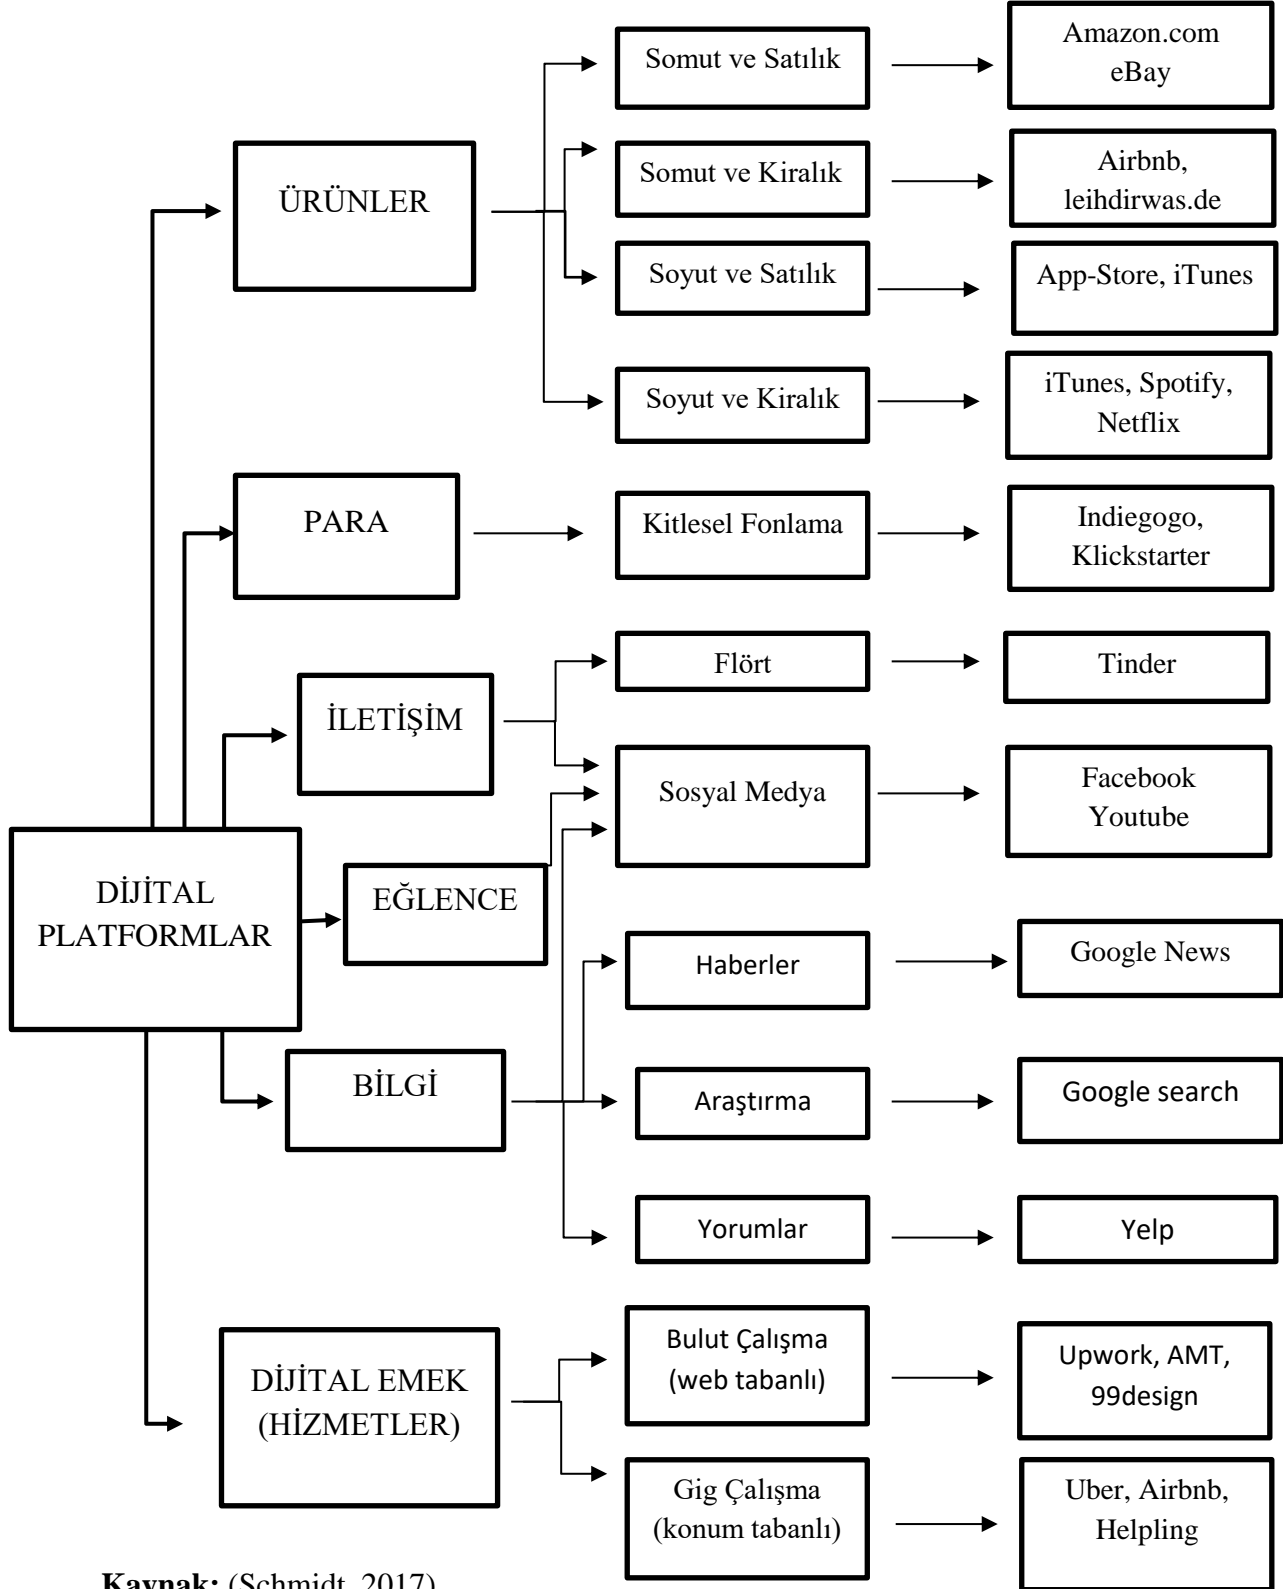 Somut ve Satılık
Amazon.com
eBay
ÜRÜNLER
Somut ve Kiralık
Airbnb,
leihdirwas.de
Soyut ve Satılık
App-Store, iTunes
Soyut ve Kiralık
iTunes, Spotify,
Netflix
PARA
Kitlesel Fonlama
Indiegogo,
Klickstarter
İLETİŞİM
Flört
Tinder
Sosyal Medya
Facebook
Youtube
DİJİTAL
PLATFORMLAR
EĞLENCE
Haberler
Google News
BİLGİ
Araştırma
Google search
Yorumlar
Yelp
DİJİTAL EMEK
(HİZMETLER)
Bulut Çalışma
(web tabanlı)
Upwork, AMT,
99design
Gig Çalışma
(konum tabanlı)
Uber, Airbnb,
Helpling
Kaynak: (Schmidt, 2017)